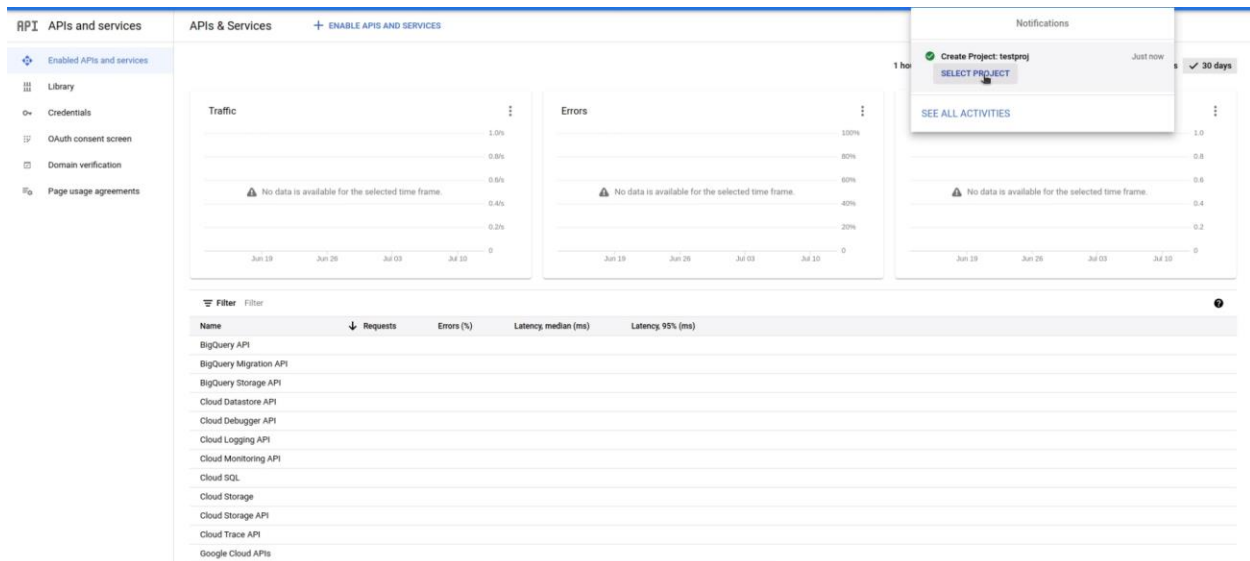 API APIs and services
APIs & Services
+ ENABLE APIS AND SERVICES
Enabled APIs and services
Library
Credentials
OAuth consent screen
Domain verification
Page usage agreements
Notifications
Create Project: testproj Just now
SELECT PROJECT
SEE ALL ACTIVITIES
1 ho
s ✓ 30 days
Traffic
1.0/s
0.8/s
0.6/s
No data is available for the selected time frame.
0.4/s
0.2/s
0
Jun 19 Jun 26 Jul 03 Jul 10
Errors
100%
80%
60%
No data is available for the selected time frame.
40%
20%
0
Jun 19 Jun 26 Jul 03 Jul 10
1.0
0.8
0.6
No data is available for the selected time frame.
0.4
0.2
0
Jun 19 Jun 26 Jul 03 Jul 10
Filter Filter
Name Requests Errors (%) Latency, median (ms) Latency, 95% (ms)
BigQuery API
BigQuery Migration API
BigQuery Storage API
Cloud Datastore API
Cloud Debugger API
Cloud Logging API
Cloud Monitoring API
Cloud SQL
Cloud Storage
Cloud Storage API
Cloud Trace API
Google Cloud APIs